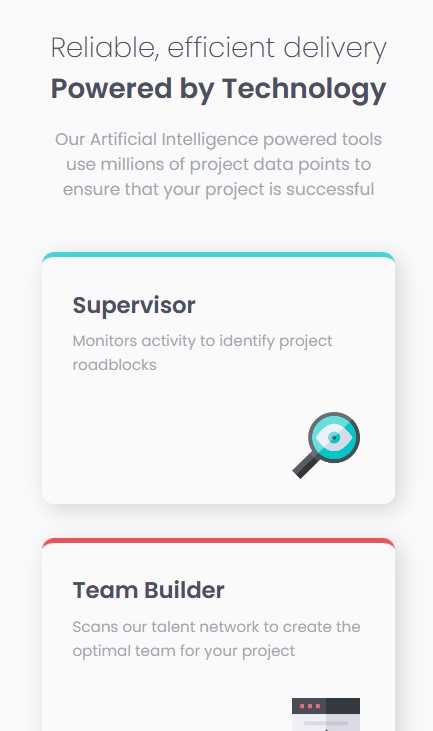 Reliable, efficient delivery
Powered by Technology
Our Artificial Intelligence powered tools
use millions of project data points to
ensure that your project is successful
Supervisor
Monitors activity to identify project
roadblocks
Team Builder
Scans our talent network to create the
optimal team for your project